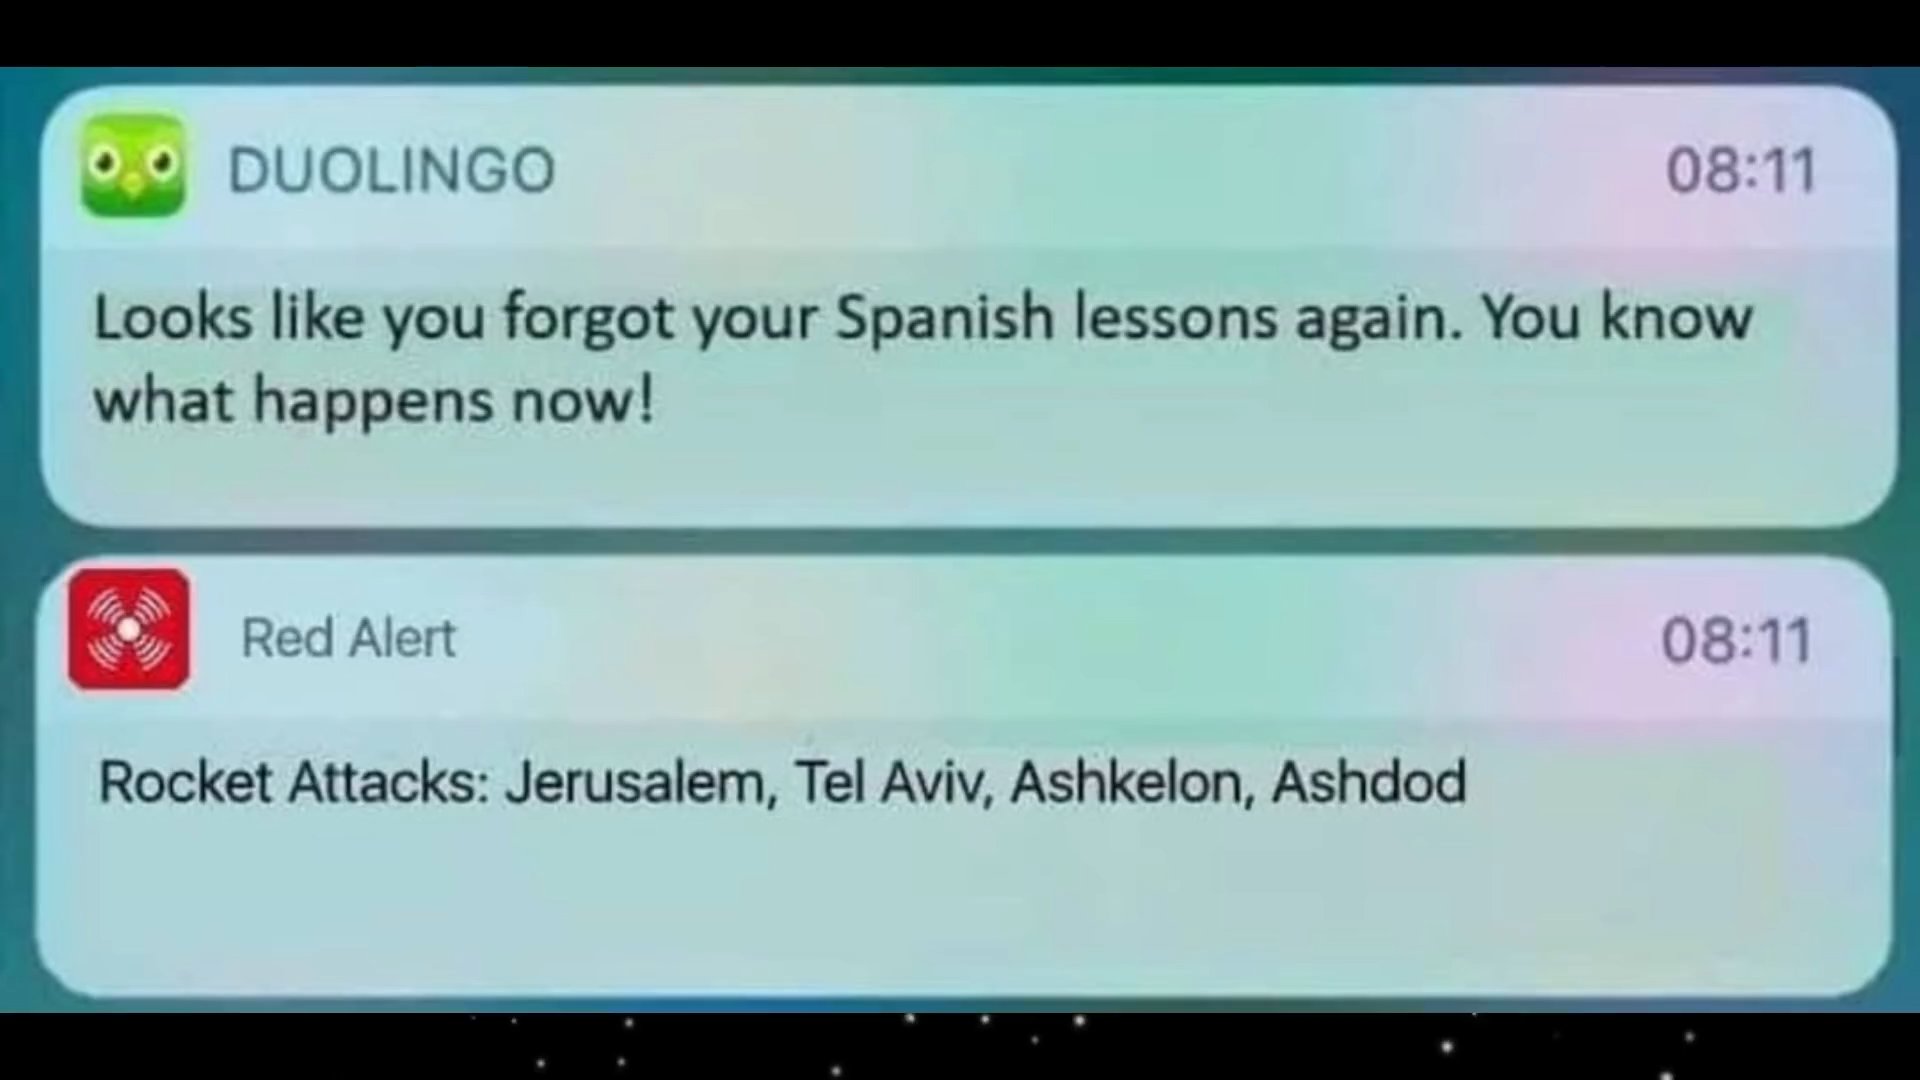 DUOLINGO 08:11
Looks like you forgot your Spanish lessons again. You know
what happens now!
Red Alert 08:11
Rocket Attacks: Jerusalem, Tel Aviv, Ashkelon, Ashdod